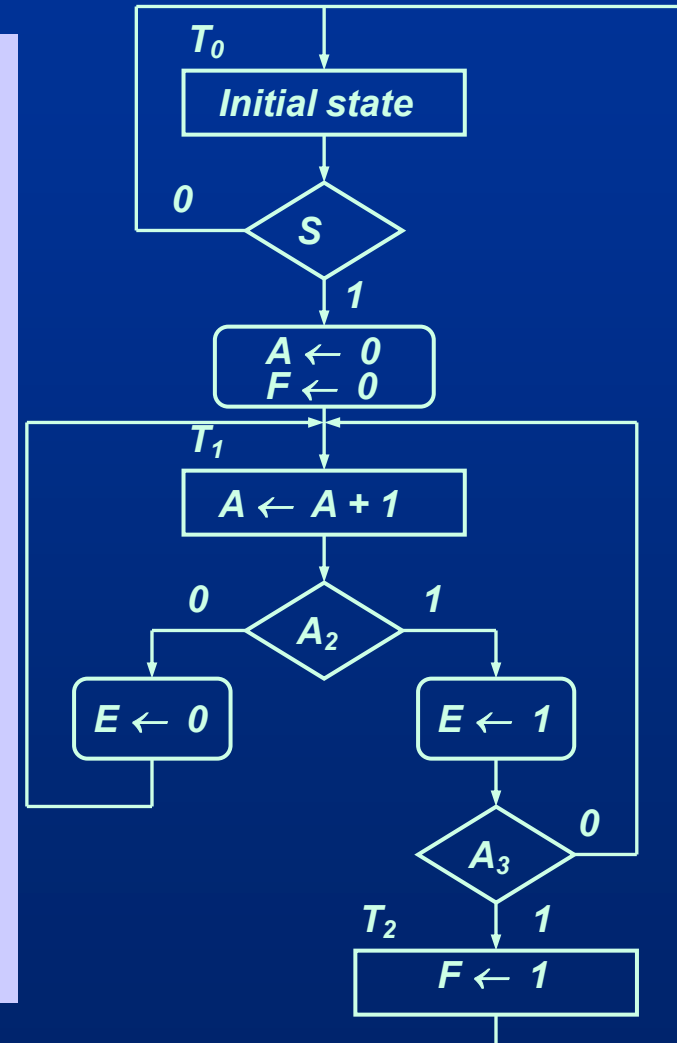 T₀
Initial state
0
S
1
A ← 0
F ← 0
T₁
A ← A + 1
0
1
A₂
E ← 0
E ← 1
0
A₃
T₂
1
F ← 1